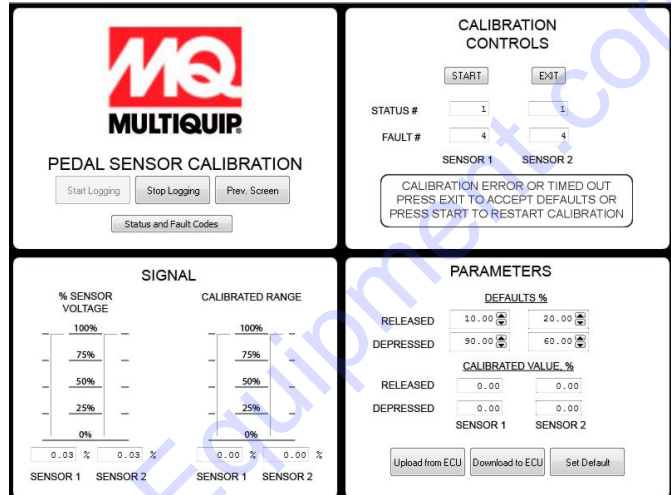 MQ
MULTIQUIP
PEDAL SENSOR CALIBRATION
Start Logging Stop Logging Prev. Screen
Status and Fault Codes
CALIBRATION
CONTROLS
START EXIT
STATUS # 1 1
FAULT # 4 4
SENSOR 1 SENSOR 2
CALIBRATION ERROR OR TIMED OUT
PRESS EXIT TO ACCEPT DEFAULTS OR
PRESS START TO RESTART CALIBRATION
SIGNAL
% SENSOR
VOLTAGE
100%
75%
50%
25%
0%
0.03 % 0.03 %
SENSOR 1 SENSOR 2
CALIBRATED RANGE
100%
75%
50%
25%
0%
0.00 % 0.00 %
SENSOR 1 SENSOR 2
PARAMETERS
DEFAULTS %
RELEASED 10.00 20.00
DEPRESSED 90.00 60.00
CALIBRATED VALUE, %
RELEASED 0.00 0.00
DEPRESSED 0.00 0.00
SENSOR 1 SENSOR 2
Upload from ECU Download to ECU Set Default
Equipment.com